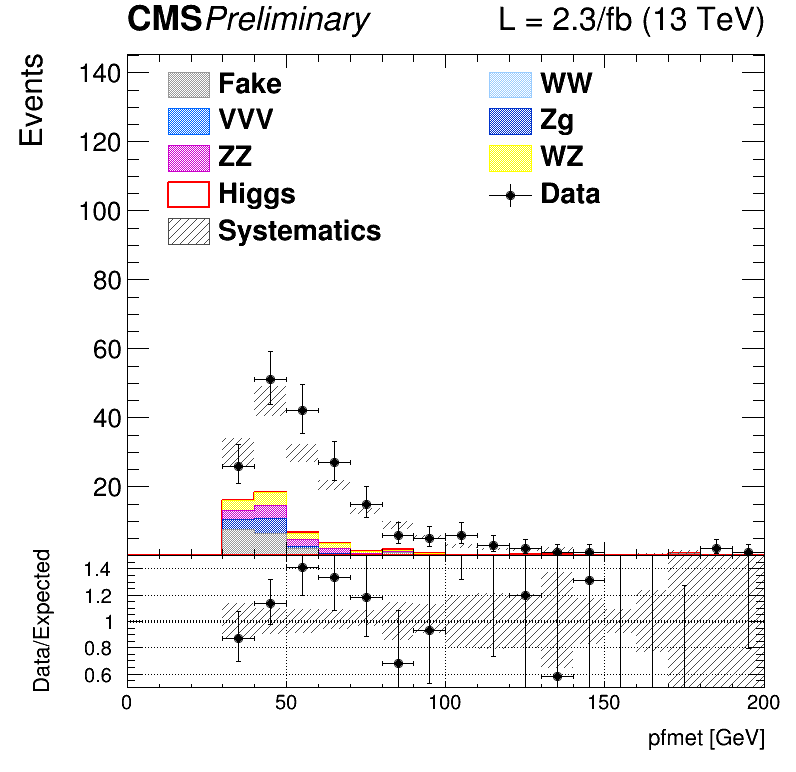 CMSPreliminary L = 2.3/fb (13 TeV)
Events
140
120
100
80
60
40
20
Fake WW
VVV Zg
ZZ WZ
Higgs Data
Systematics
Data/Expected
1.4
1.2
1
0.8
0.6
0 50 100 150 200
pfmet [GeV]